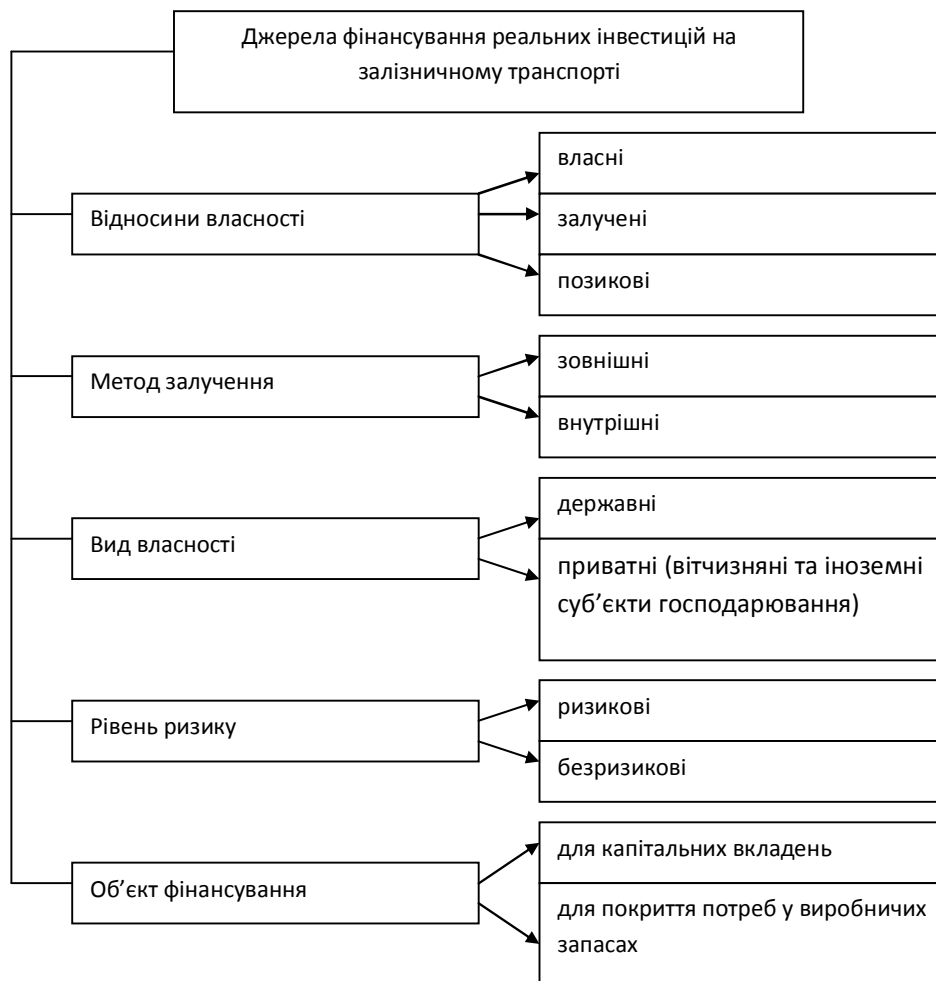 Джерела фінансування реальних інвестицій на
залізничному транспорті
Відносини власності
власні
залучені
позикові
Метод залучення
зовнішні
внутрішні
Вид власності
державні
приватні (вітчизняні та іноземні
суб’єкти господарювання)
Рівень ризику
ризикові
безризикові
Об’єкт фінансування
для капітальних вкладень
для покриття потреб у виробничих
запасах